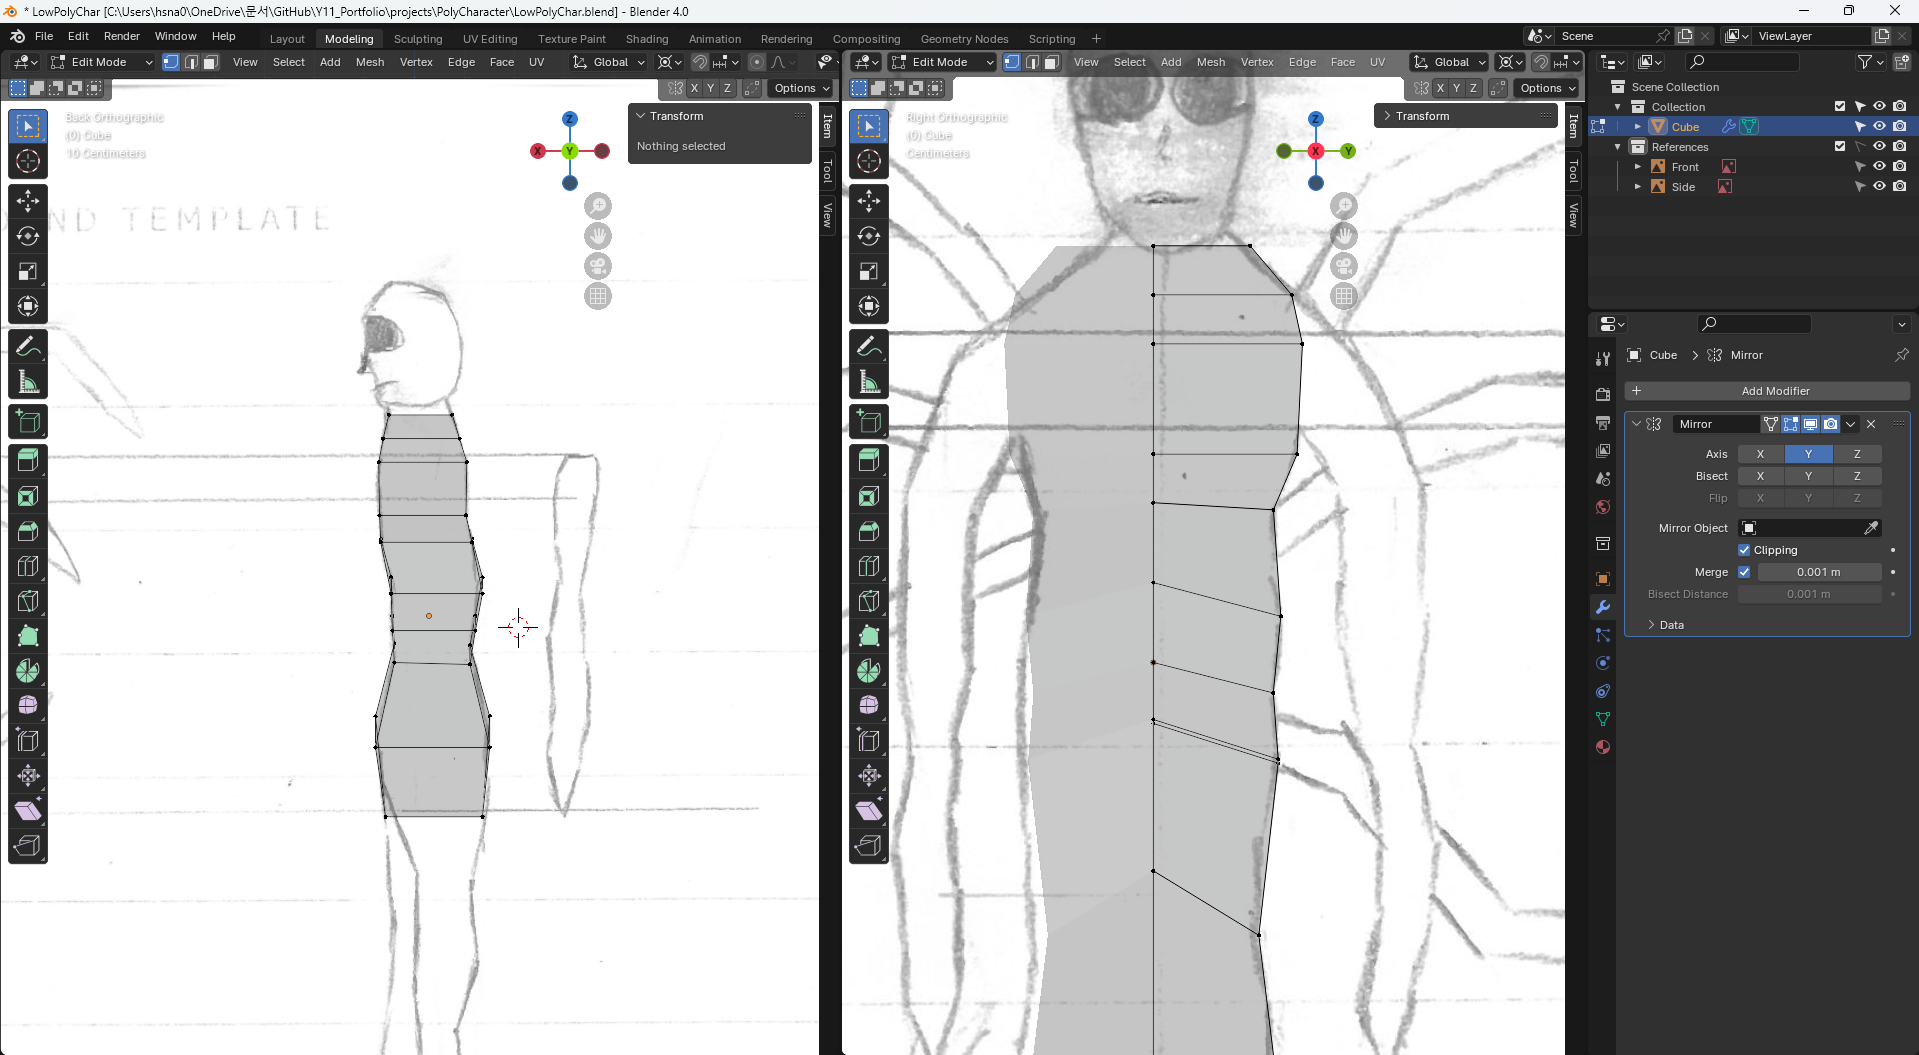 * LowPolyChar [C:\Users\hsna0\OneDrive\문서\GitHub\Y11_Portfolio\projects\PolyCharacter\LowPolyChar.blend] - Blender 4.0
File Edit Render Window Help
Layout Modeling Sculpting UV Editing Texture Paint Shading Animation Rendering Compositing Geometry Nodes Scripting +
Scene
ViewLayer
Edit Mode View Select Add Mesh Vertex Edge Face UV Global
X Y Z Options
Back Orthographic
(0) Cube
10 Centimeters
Transform
Nothing selected
Item
Tool
View
Z
X Y
ND TEMPLATE
Edit Mode View Select Add Mesh Vertex Edge Face UV Global
X Y Z Options
Right Orthographic
(0) Cube
Centimeters
Transform
Item
Tool
View
Z
X Y
Scene Collection
Collection
Cube
References
Front
Side
Cube > Mirror
+ Add Modifier
Mirror
Axis X Y Z
Bisect X Y Z
Flip X Y Z
Mirror Object
Clipping
Merge 0.001 m
Bisect Distance 0.001 m
Data